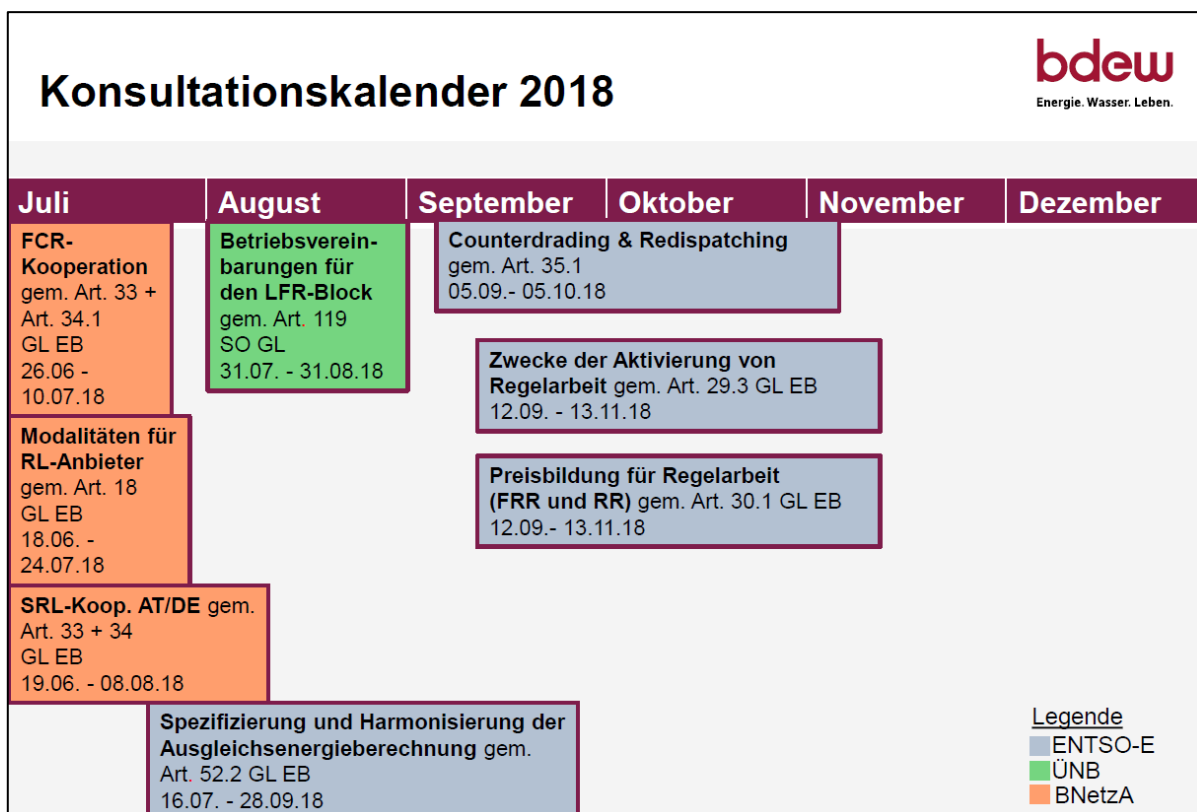 Konsultationskalender 2018
bdew
Energie. Wasser. Leben.
Juli
August
September
Oktober
November
Dezember
FCR-
Kooperation
gem. Art. 33 +
Art. 34.1
GL EB
26.06 -
10.07.18
Betriebsverein-
barungen für
den LFR-Block
gem. Art. 119
SO GL
31.07. - 31.08.18
Counterdrading & Redispatching
gem. Art. 35.1
05.09.- 05.10.18
Zwecke der Aktivierung von
Regelarbeit gem. Art. 29.3 GL EB
12.09. - 13.11.18
Modalitäten für
RL-Anbieter
gem. Art. 18
GL EB
18.06. -
24.07.18
Preisbildung für Regelarbeit
(FRR und RR) gem. Art. 30.1 GL EB
12.09.- 13.11.18
SRL-Koop. AT/DE gem.
Art. 33 + 34
GL EB
19.06. - 08.08.18
Spezifizierung und Harmonisierung der
Ausgleichsenergieberechnung gem.
Art. 52.2 GL EB
16.07. - 28.09.18
Legende
ENTSO-E
ÜNB
BNetzA